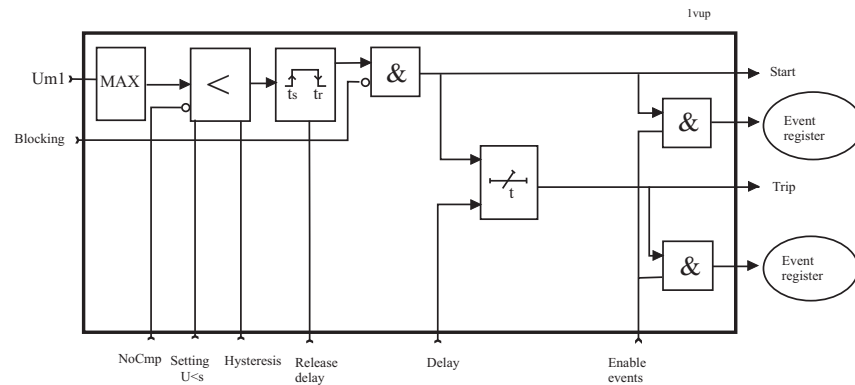 1vup
Um1
MAX
<
ts
tr
&
Start
Event
register
&
Blocking
t
Trip
&
Event
register
NoCmp
Setting
U<s
Hysteresis
Release
delay
Delay
Enable
events